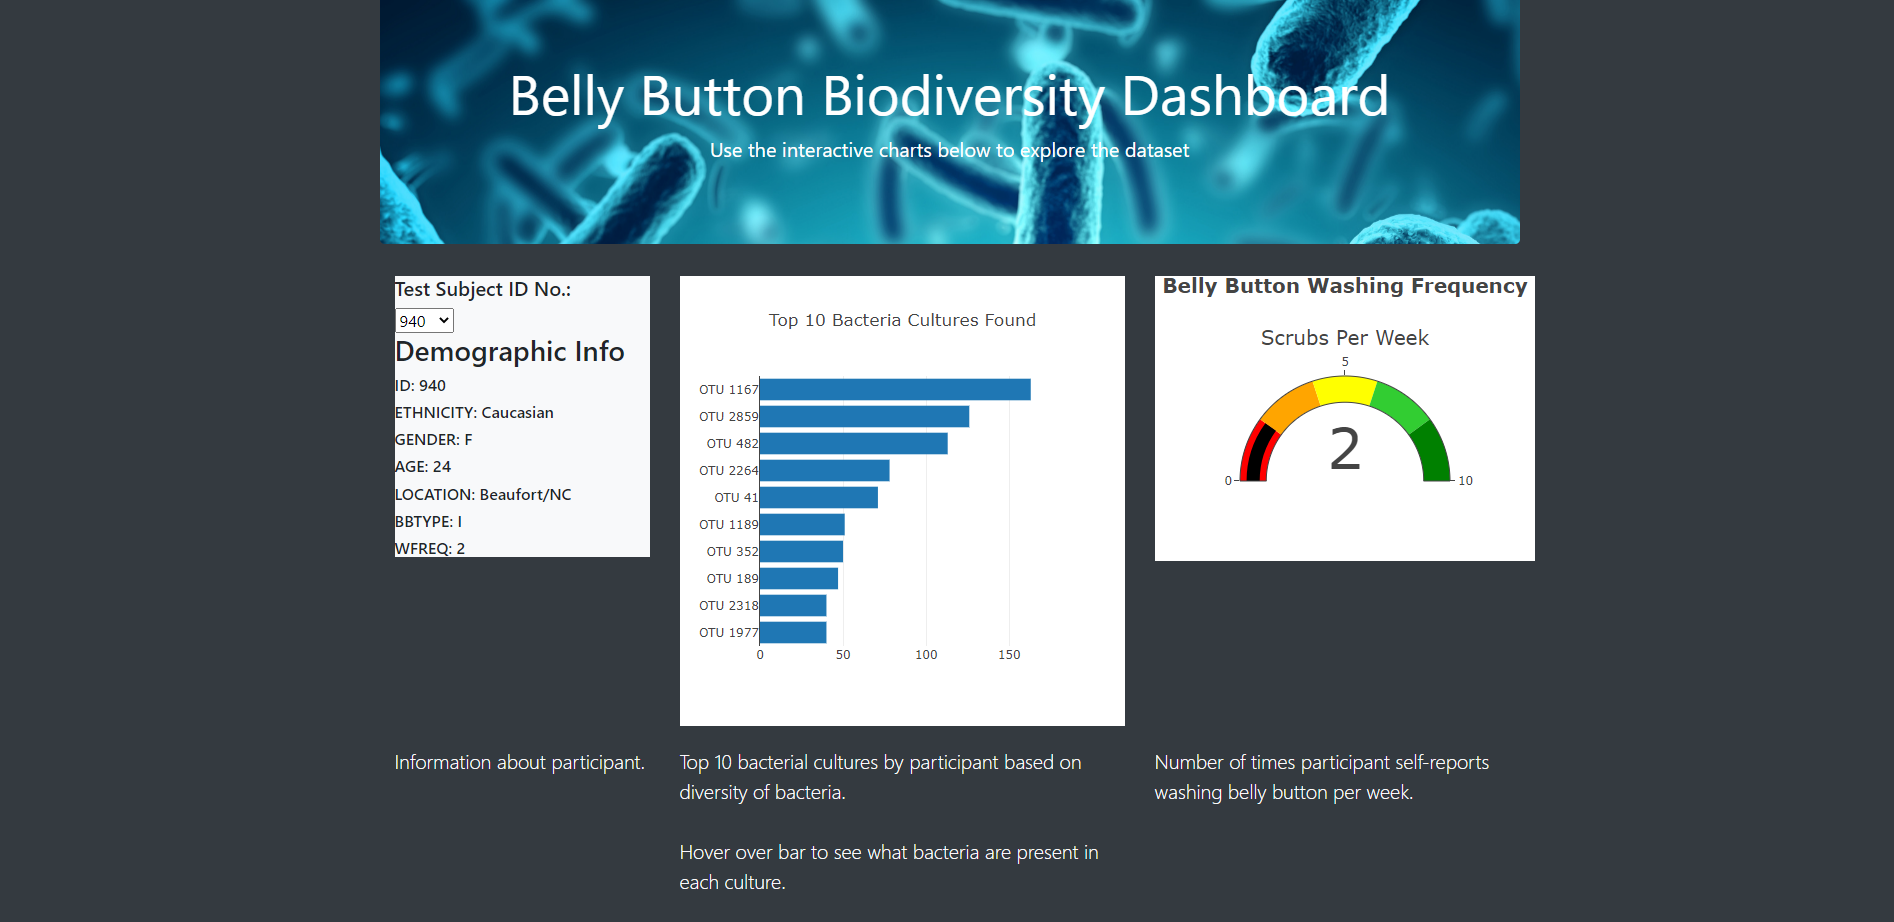 Belly Button Biodiversity Dashboard
Use the interactive charts below to explore the dataset
Test Subject ID No.:
940
Demographic Info
ID: 940
ETHNICITY: Caucasian
GENDER: F
AGE: 24
LOCATION: Beaufort/NC
BBTYPE: I
WFREQ: 2
Top 10 Bacteria Cultures Found
OTU 1167
OTU 2859
OTU 482
OTU 2264
OTU 41
OTU 1189
OTU 352
OTU 189
OTU 2318
OTU 1977
0 50 100 150
Belly Button Washing Frequency
Scrubs Per Week
5
2
0 10
Information about participant.
Top 10 bacterial cultures by participant based on
diversity of bacteria.
Hover over bar to see what bacteria are present in
each culture.
Number of times participant self-reports
washing belly button per week.